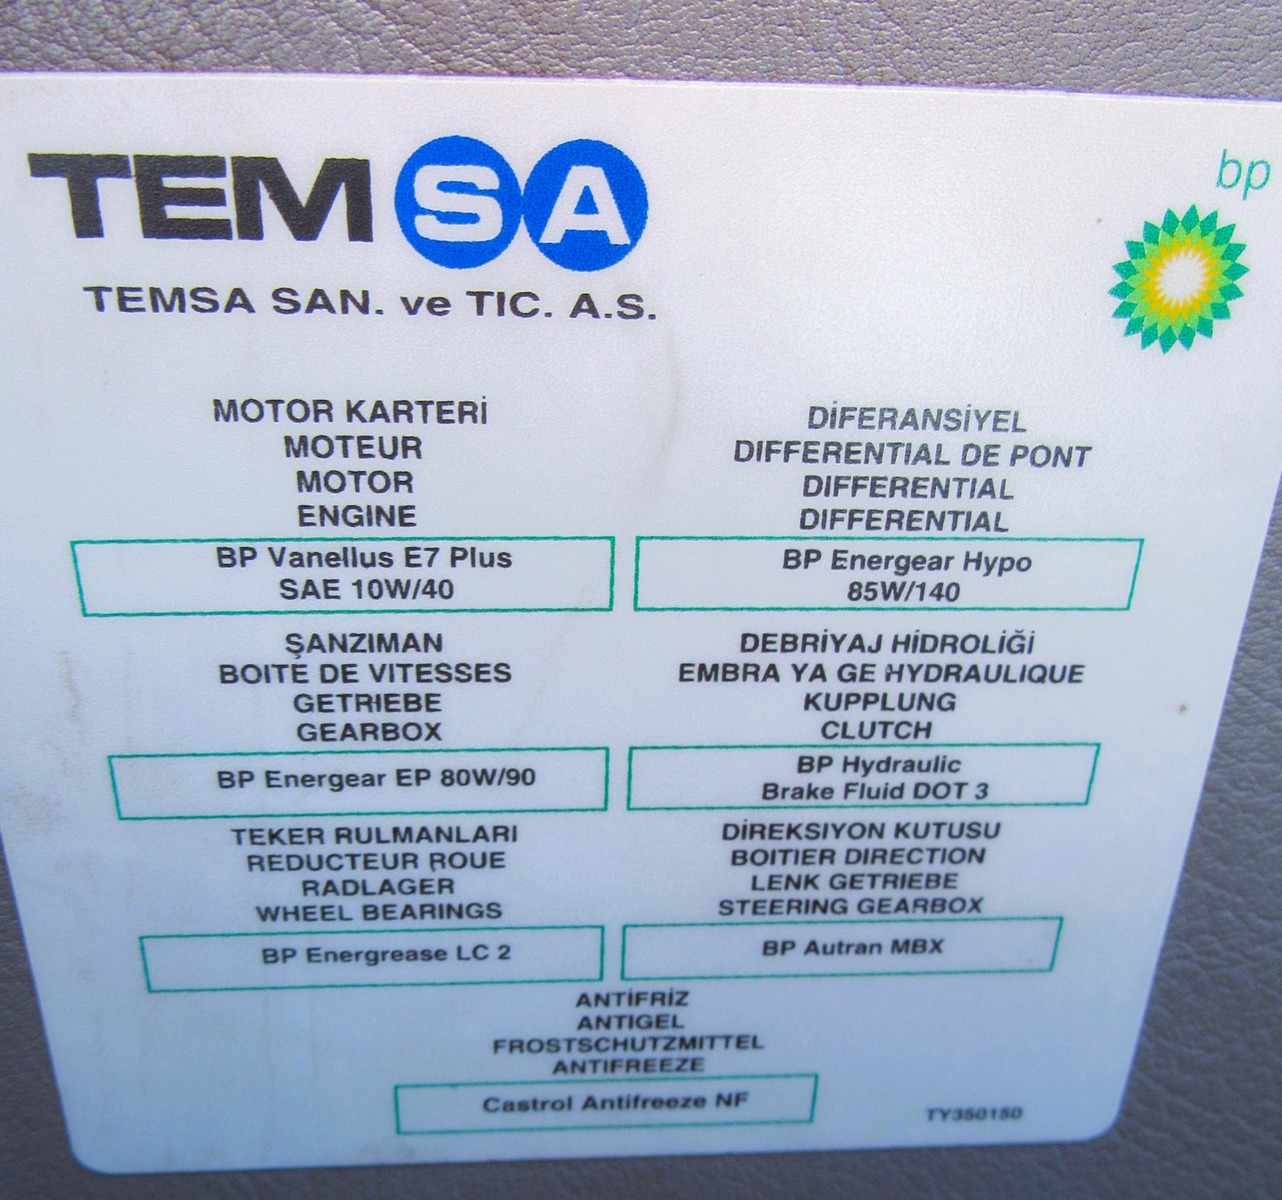 TEMSA
bp
TEMSA SAN. ve TIC. A.S.
MOTOR KARTERİ
MOTEUR
MOTOR
ENGINE
BP Vanellus E7 Plus
SAE 10W/40
DİFERANSİYEL
DIFFERENTIAL DE PONT
DIFFERENTIAL
DIFFERENTIAL
BP Energear Hypo
85W/140
ŞANZIMAN
BOITE DE VITESSES
GETRIEBE
GEARBOX
BP Energear EP 80W/90
DEBRİYAJ HİDROLİĞİ
EMBRA YA GE HYDRAULIQUE
KUPPLUNG
CLUTCH
BP Hydraulic
Brake Fluid DOT 3
TEKER RULMANLARI
REDUCTEUR ROUE
RADLAGER
WHEEL BEARINGS
BP Energrease LC 2
DİREKSIYON KUTUSU
BOITIER DIRECTION
LENK GETRIEBE
STEERING GEARBOX
BP Autran MBX
ANTİFRİZ
ANTIGEL
FROSTSCHUTZMITTEL
ANTIFREEZE
Castrol Antifreeze NF
TY350150